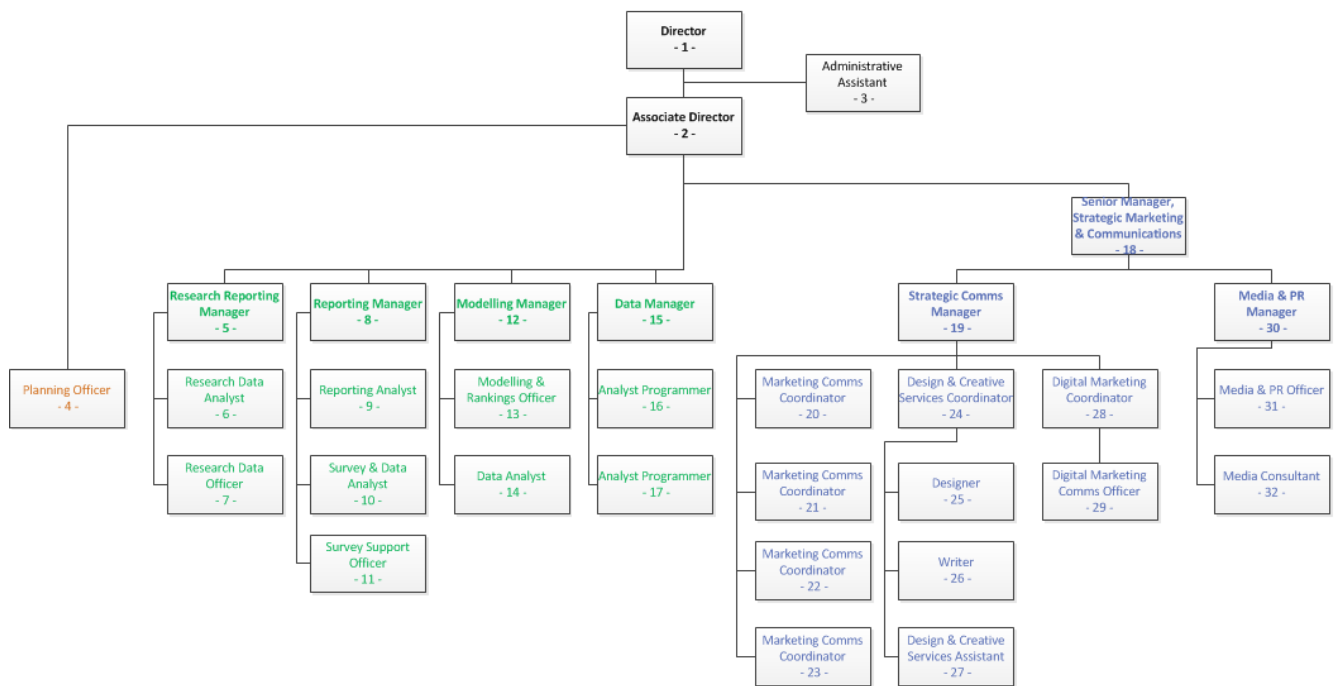 Director
- 1 -
Administrative
Assistant
- 3 -
Associate Director
- 2 -
Senior Manager,
Strategic Marketing
& Communications
- 18 -
Research Reporting
Manager
- 5 -
Reporting Manager
- 8 -
Modelling Manager
- 12 -
Data Manager
- 15 -
Strategic Comms
Manager
- 19 -
Media & PR
Manager
- 30 -
Planning Officer
- 4 -
Research Data
Analyst
- 6 -
Reporting Analyst
- 9 -
Modelling &
Rankings Officer
- 13 -
Analyst Programmer
- 16 -
Marketing Comms
Coordinator
- 20 -
Design & Creative
Services Coordinator
- 24 -
Digital Marketing
Coordinator
- 28 -
Media & PR Officer
- 31 -
Research Data
Officer
- 7 -
Survey & Data
Analyst
- 10 -
Data Analyst
- 14 -
Analyst Programmer
- 17 -
Marketing Comms
Coordinator
- 21 -
Designer
- 25 -
Digital Marketing
Comms Officer
- 29 -
Media Consultant
- 32 -
Survey Support
Officer
- 11 -
Marketing Comms
Coordinator
- 22 -
Writer
- 26 -
Marketing Comms
Coordinator
- 23 -
Design & Creative
Services Assistant
- 27 -